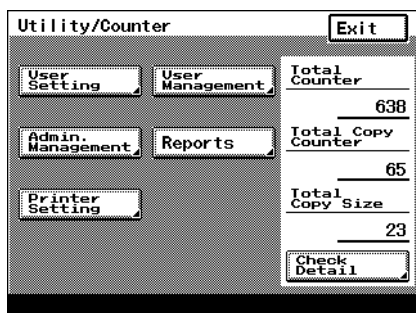 Utility/Counter
Exit
User
Setting
User
Management
Admin.
Management
Reports
Printer
Setting
Total
Counter
638
Total Copy
Counter
65
Total
Copy Size
23
Check
Detail